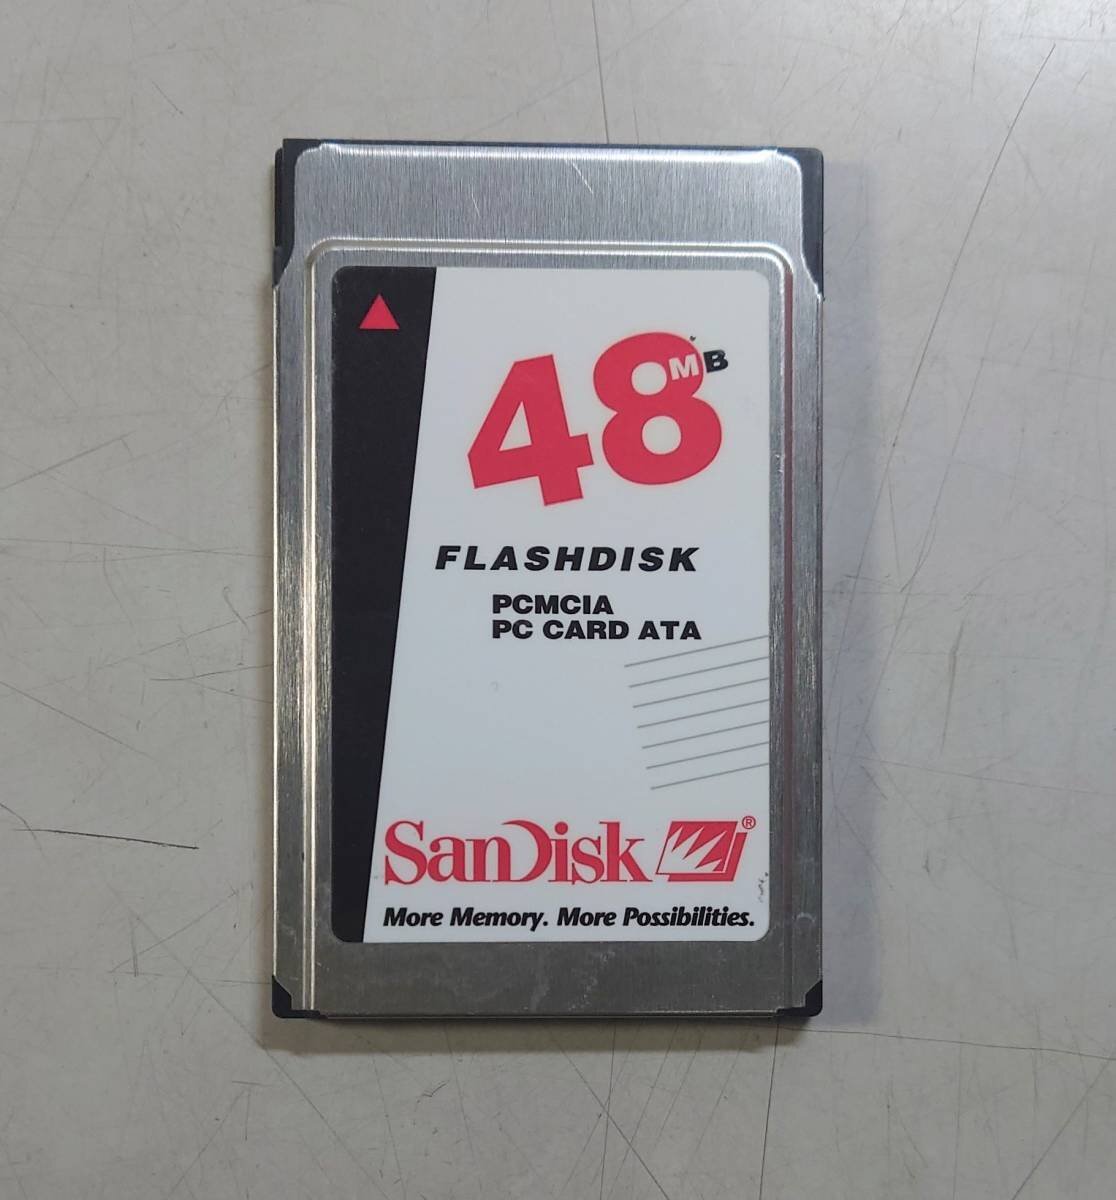 48MB
FLASHDISK
PCMCIA
PC CARD ATA
SanDisk ®
More Memory. More Possibilities.